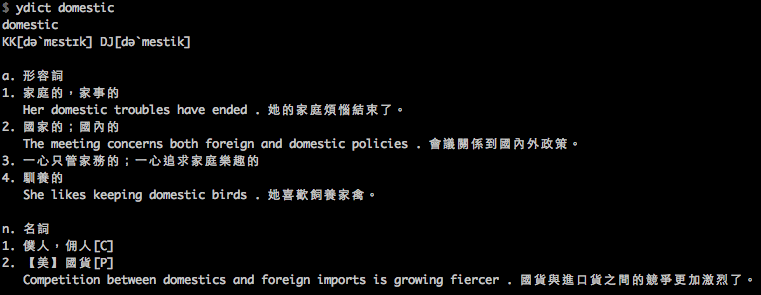 $ ydict domestic
domestic
KK[də`mɛstɪk] DJ[də`mestik]
a. 形容詞
1. 家庭的，家事的
Her domestic troubles have ended . 她的家庭煩惱結束了。
2. 國家的；國內的
The meeting concerns both foreign and domestic policies . 會議關係到國內外政策。
3. 一心只管家務的；一心追求家庭樂趣的
4. 馴養的
She likes keeping domestic birds . 她喜歡飼養家禽。
n. 名詞
1. 僕人，佣人[C]
2. 【美】國貨[P]
Competition between domestics and foreign imports is growing fiercer . 國貨與進口貨之間的競爭更加激烈了。